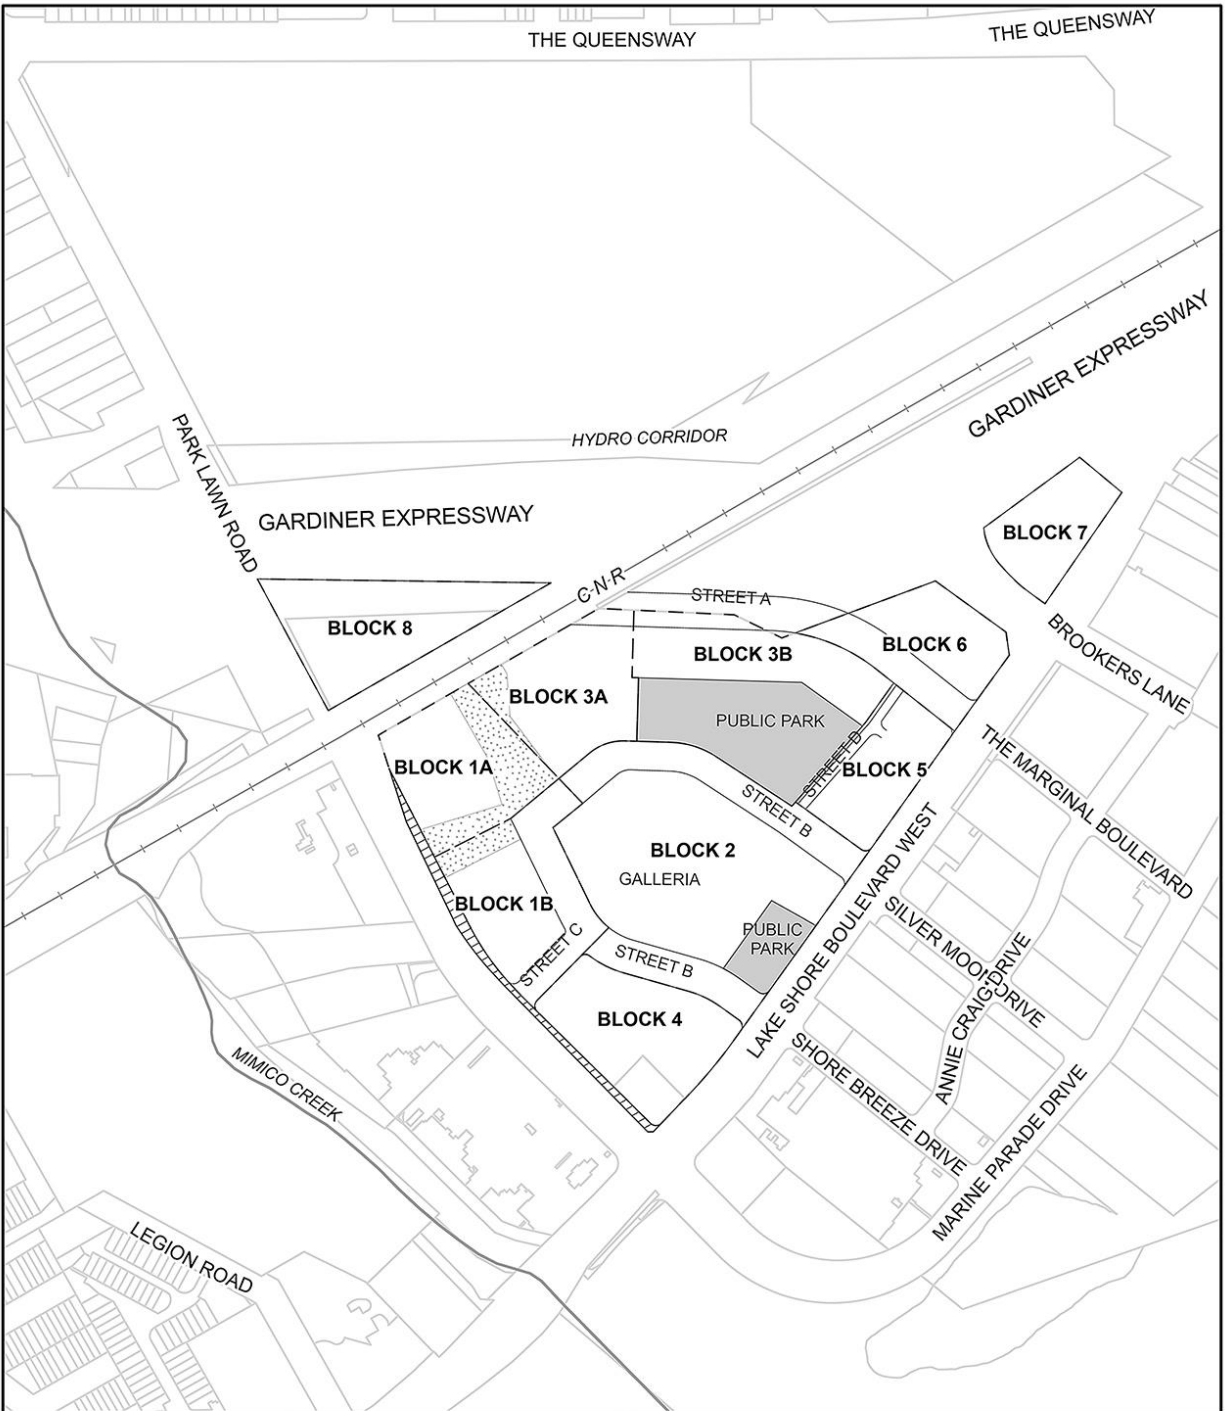 THE QUEENSWAY
THE QUEENSWAY
GARDINER EXPRESSWAY
PARK LAWN ROAD
HYDRO CORRIDOR
GARDINER EXPRESSWAY
BLOCK 7
C-N-R
STREET A
BLOCK 8
BLOCK 6
BLOCK 3B
BROOKERS LANE
BLOCK 3A
PUBLIC PARK
BLOCK 1A
STREET D
BLOCK 5
THE MARGINAL BOULEVARD
STREET B
BLOCK 2
GALLERIA
BLOCK 1B
LAKE SHORE BOULEVARD WEST
PUBLIC
PARK
STREET C
STREET B
SILVER MOON DRIVE
ANNIE CRAIG DRIVE
BLOCK 4
MIMICO CREEK
SHORE BREEZE DRIVE
MARINE PARADE DRIVE
LEGION ROAD